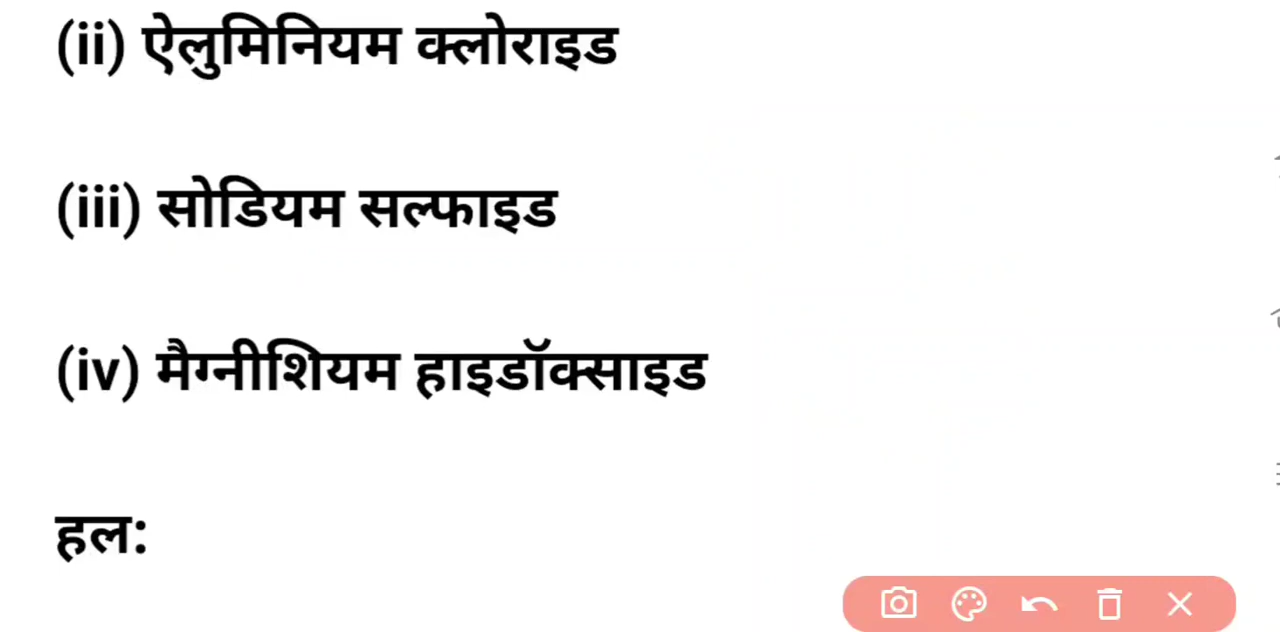 (ii) ऐलुमिनियम क्लोराइड
(iii) सोडियम सल्फाइड
(iv) मैग्नीशियम हाइडॉक्साइड
हल: